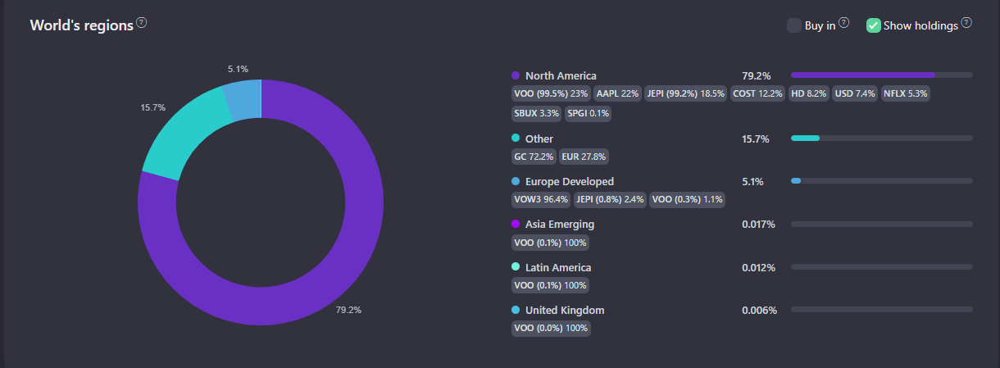 World's regions ?
Buy in ? Show holdings ?
5.1%
15.7%
79.2%
North America 79.2%
VOO (99.5%) 23% AAPL 22% JEPI (99.2%) 18.5% COST 12.2% HD 8.2% USD 7.4% NFLX 5.3%
SBUX 3.3% SPGI 0.1%
Other 15.7%
GC 72.2% EUR 27.8%
Europe Developed 5.1%
VOW3 96.4% JEPI (0.8%) 2.4% VOO (0.3%) 1.1%
Asia Emerging 0.017%
VOO (0.1%) 100%
Latin America 0.012%
VOO (0.1%) 100%
United Kingdom 0.006%
VOO (0.0%) 100%